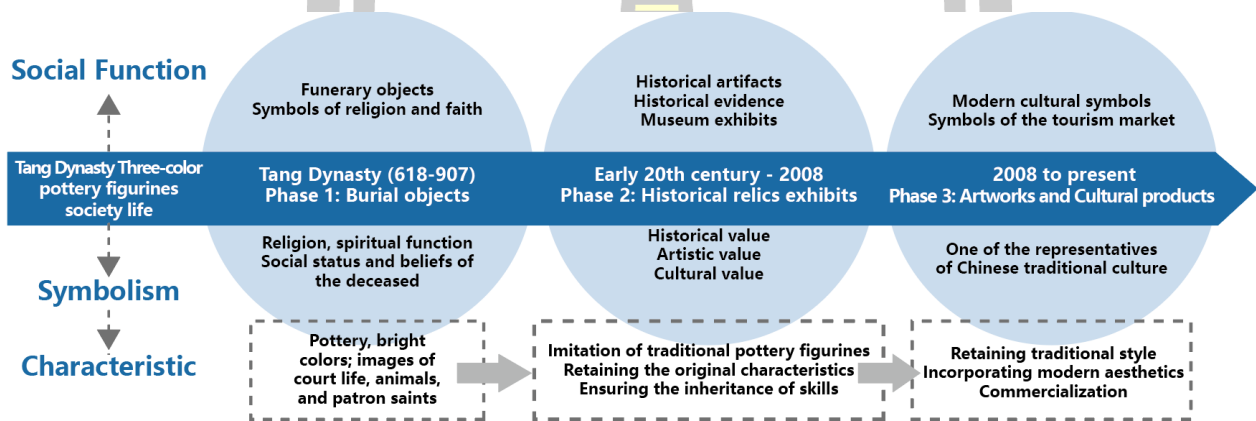 Social Function
Funerary objects
Symbols of religion and faith
Historical artifacts
Historical evidence
Museum exhibits
Modern cultural symbols
Symbols of the tourism market
Tang Dynasty Three-color
pottery figurines
society life
Tang Dynasty (618-907)
Phase 1: Burial objects
Early 20th century - 2008
Phase 2: Historical relics exhibits
2008 to present
Phase 3: Artworks and Cultural products
Symbolism
Religion, spiritual function
Social status and beliefs of
the deceased
Historical value
Artistic value
Cultural value
One of the representatives
of Chinese traditional culture
Characteristic
Pottery, bright
colors; images of
court life, animals,
and patron saints
Imitation of traditional pottery figurines
Retaining the original characteristics
Ensuring the inheritance of skills
Retaining traditional style
Incorporating modern aesthetics
Commercialization